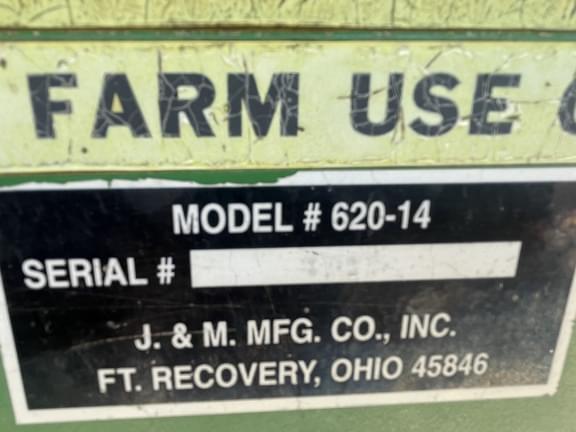 FARM USE
MODEL # 620-14
SERIAL #
J. & M. MFG. CO., INC.
FT. RECOVERY, OHIO 45846